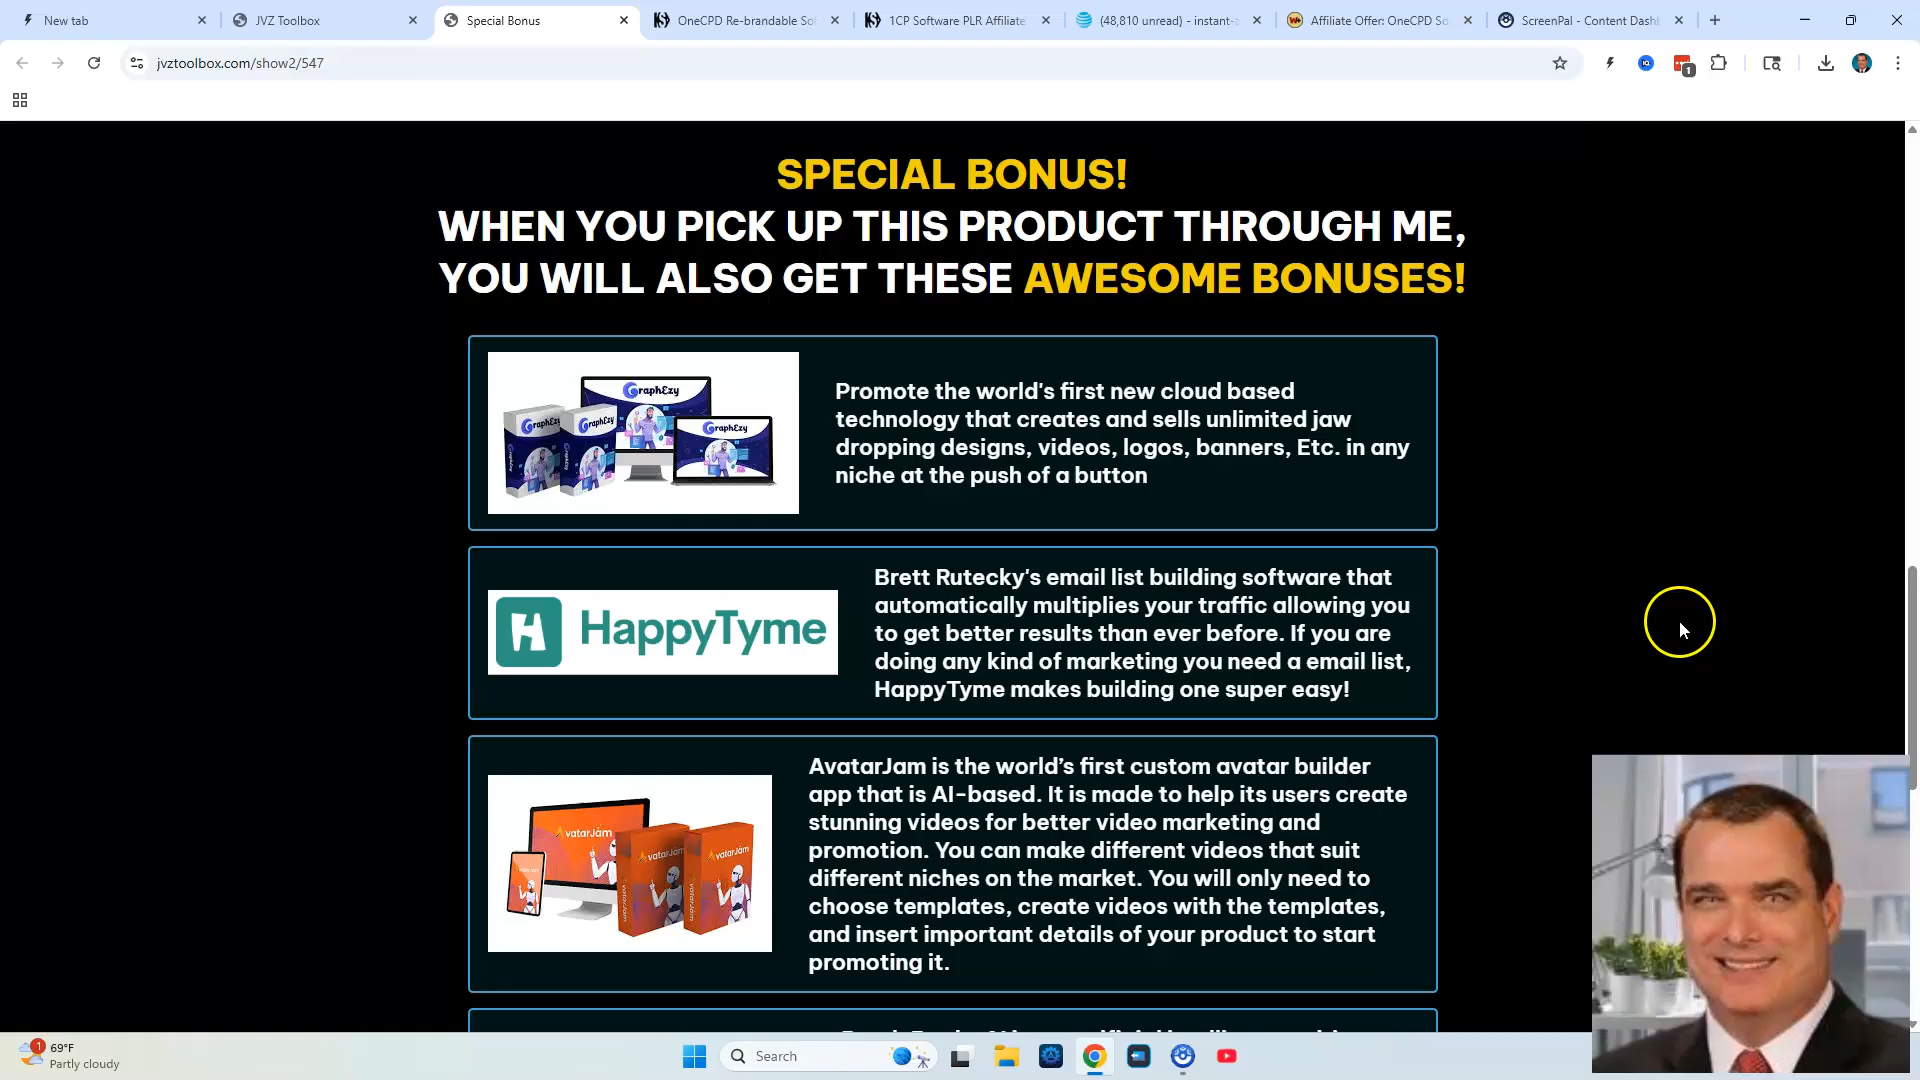 New tab
JVZ Toolbox
Special Bonus
OneCPD Re-brandable So
1CP Software PLR Affiliate
(48,810 unread) - instant-
Affiliate Offer: OneCPD So
ScreenPal - Content Dash
jvztoolbox.com/show2/547
1
SPECIAL BONUS!
WHEN YOU PICK UP THIS PRODUCT THROUGH ME,
YOU WILL ALSO GET THESE AWESOME BONUSES!
GraphEzy
GraphEzy
GraphEzy
GraphEzy
Promote the world's first new cloud based
technology that creates and sells unlimited jaw
dropping designs, videos, logos, banners, Etc. in any
niche at the push of a button
HappyTyme
Brett Rutecky's email list building software that
automatically multiplies your traffic allowing you
to get better results than ever before. If you are
doing any kind of marketing you need a email list,
HappyTyme makes building one super easy!
AvatarJam
AvatarJam
AvatarJam
AvatarJam is the world’s first custom avatar builder
app that is AI-based. It is made to help its users create
stunning videos for better video marketing and
promotion. You can make different videos that suit
different niches on the market. You will only need to
choose templates, create videos with the templates,
and insert important details of your product to start
promoting it.
1
69°F
Partly cloudy
Search